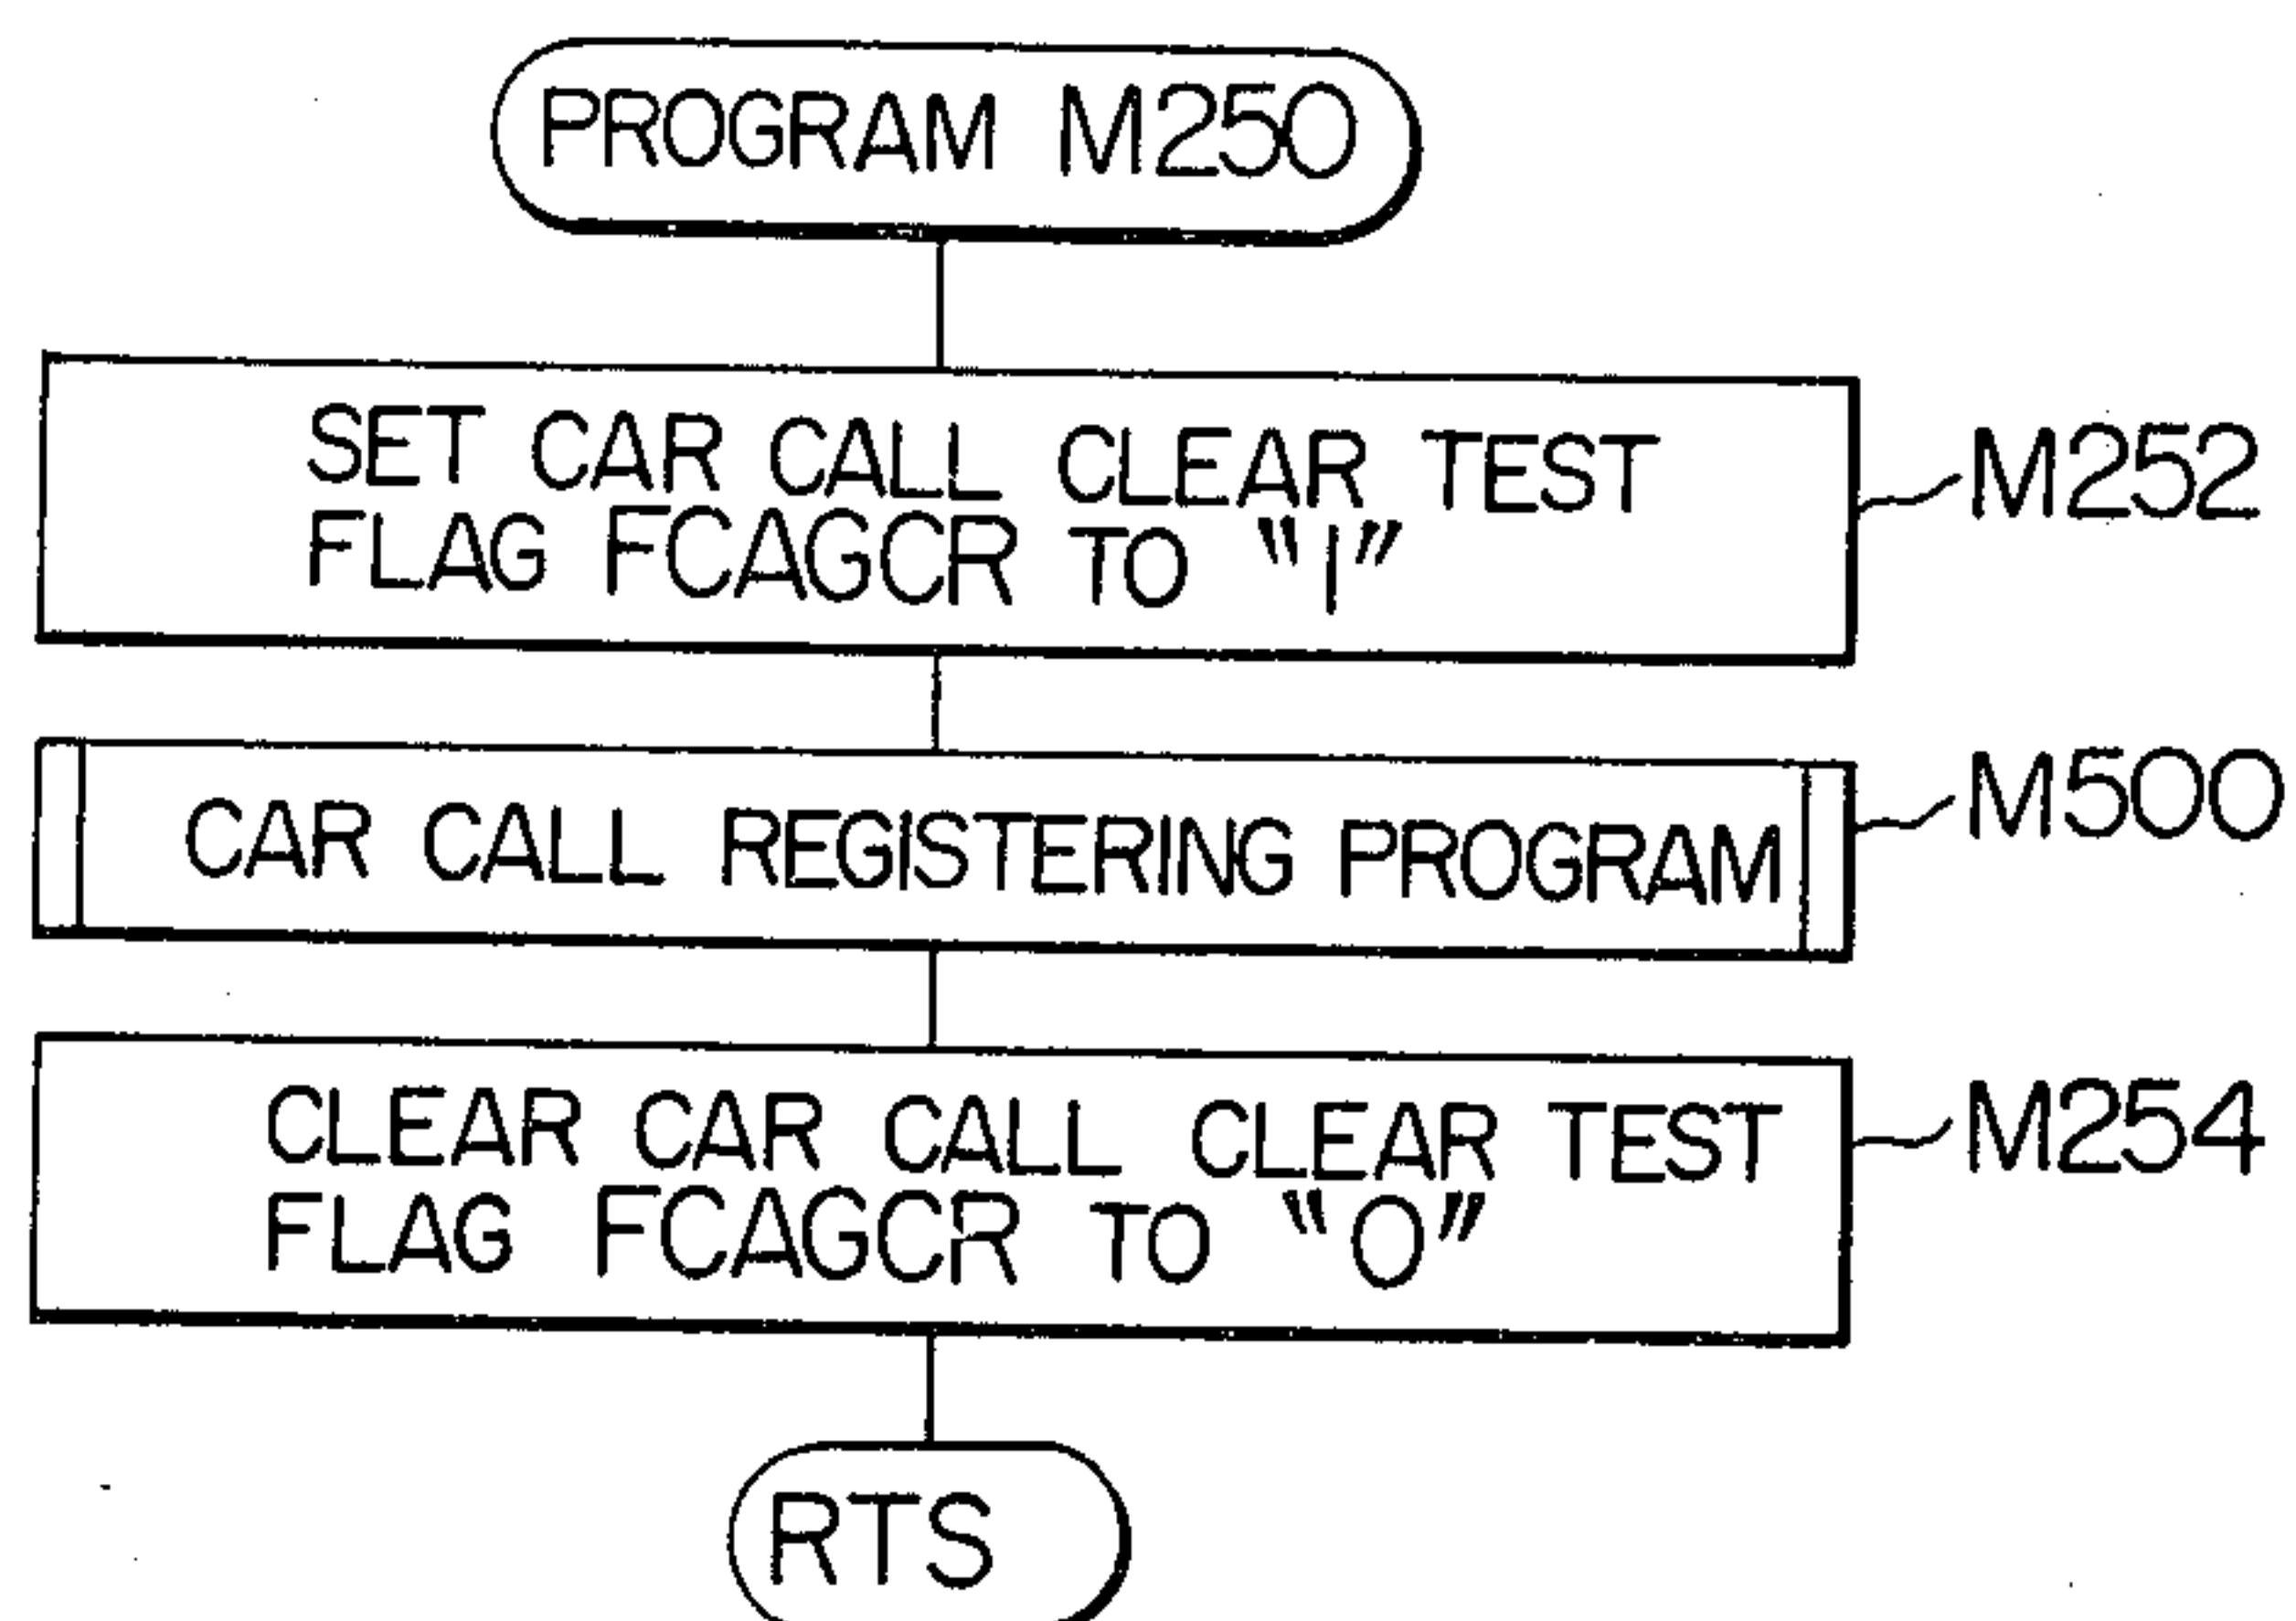 PROGRAM M250
SET CAR CALL CLEAR TEST
FLAG FCAGCR TO "1"
M252
CAR CALL REGISTERING PROGRAM
M500
CLEAR CAR CALL CLEAR TEST
FLAG FCAGCR TO "0"
M254
RTS